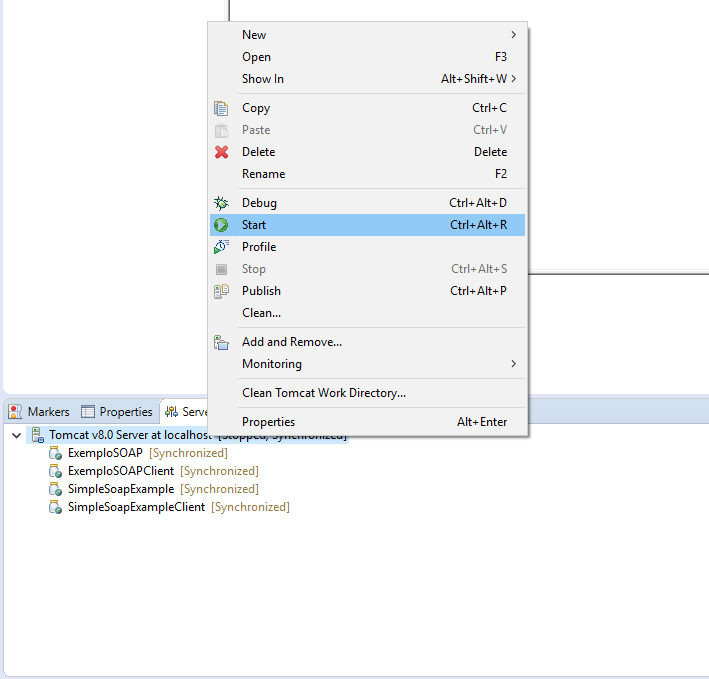 New
Open F3
Show In Alt+Shift+W
Copy Ctrl+C
Paste Ctrl+V
Delete Delete
Rename F2
Debug Ctrl+Alt+D
Start Ctrl+Alt+R
Profile
Stop Ctrl+Alt+S
Publish Ctrl+Alt+P
Clean...
Add and Remove...
Monitoring
Clean Tomcat Work Directory...
Properties Alt+Enter
Markers Properties Serve
Tomcat v8.0 Server at localhost [Stopped, Synchronized]
ExemploSOAP [Synchronized]
ExemploSOAPClient [Synchronized]
SimpleSoapExample [Synchronized]
SimpleSoapExampleClient [Synchronized]